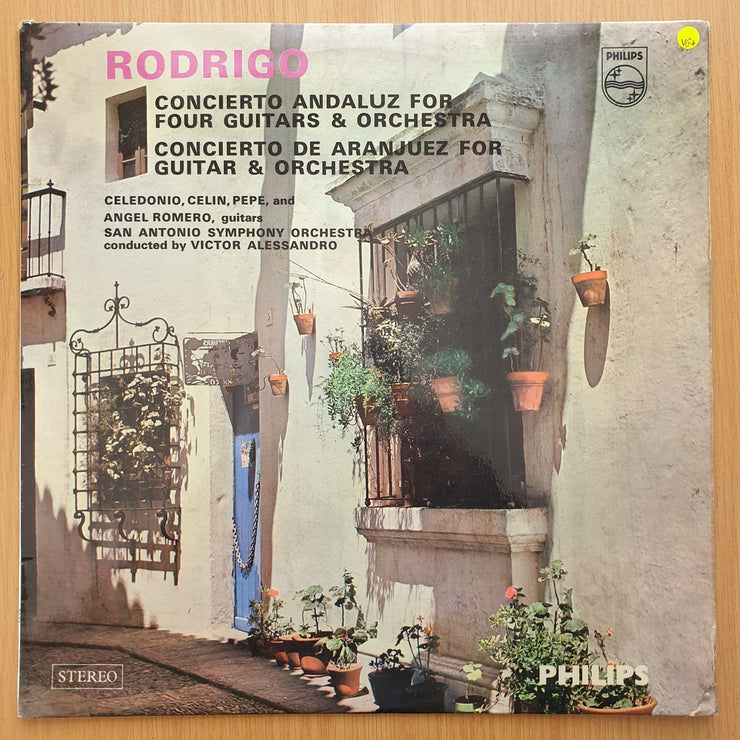 RODRIGO
PHILIPS
VG+
CONCIERTO ANDALUZ FOR
FOUR GUITARS & ORCHESTRA
CONCIERTO DE ARANJUEZ FOR
GUITAR & ORCHESTRA
CELEDONIO, CELIN, PEPE, and
ANGEL ROMERO, guitars
SAN ANTONIO SYMPHONY ORCHESTRA
conducted by VICTOR ALESSANDRO
STEREO
PHILIPS